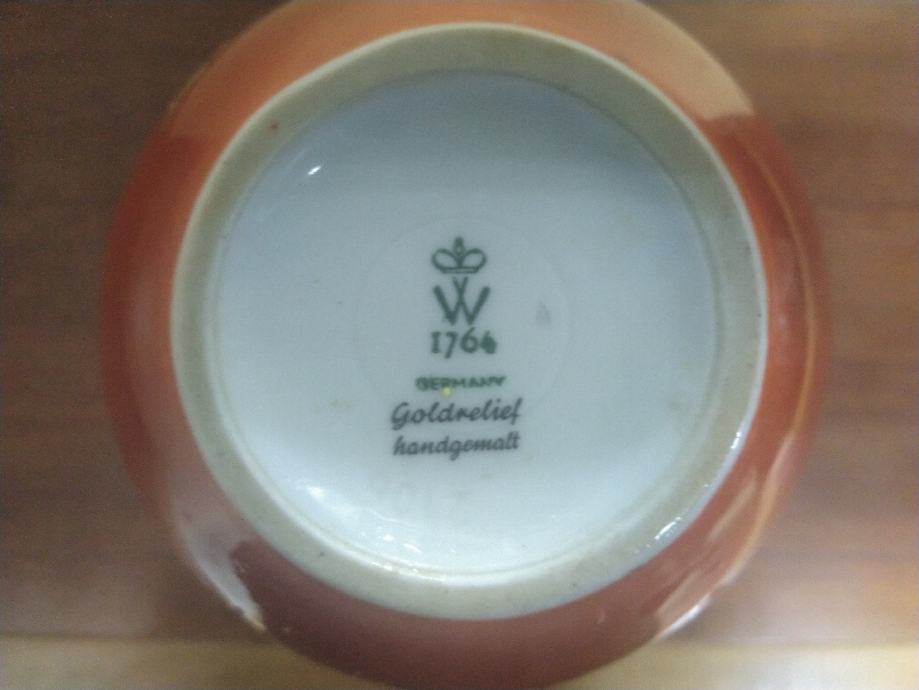 W
1764
GERMANY
Goldrelief
handgemalt